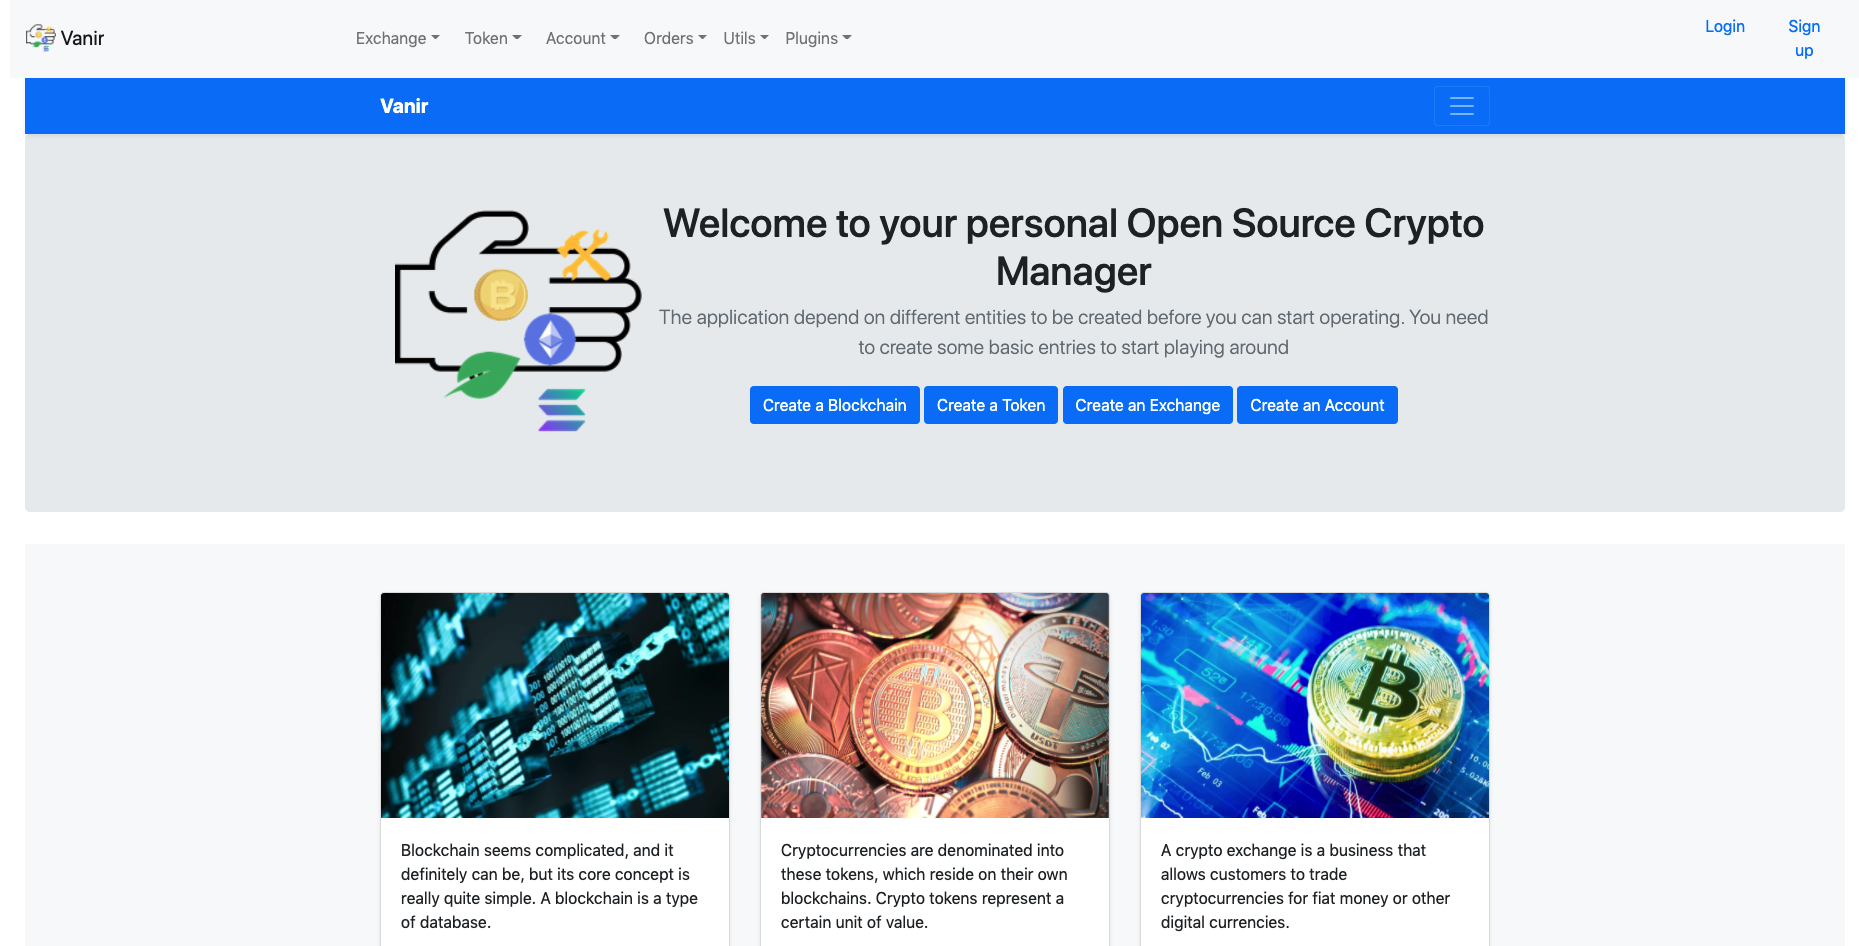 Vanir
Exchange
Token
Account
Orders
Utils
Plugins
Login
Sign
up
Vanir
Welcome to your personal Open Source Crypto
Manager
The application depend on different entities to be created before you can start operating. You need
to create some basic entries to start playing around
Create a Blockchain
Create a Token
Create an Exchange
Create an Account
Blockchain seems complicated, and it
definitely can be, but its core concept is
really quite simple. A blockchain is a type
of database.
Cryptocurrencies are denominated into
these tokens, which reside on their own
blockchains. Crypto tokens represent a
certain unit of value.
A crypto exchange is a business that
allows customers to trade
cryptocurrencies for fiat money or other
digital currencies.